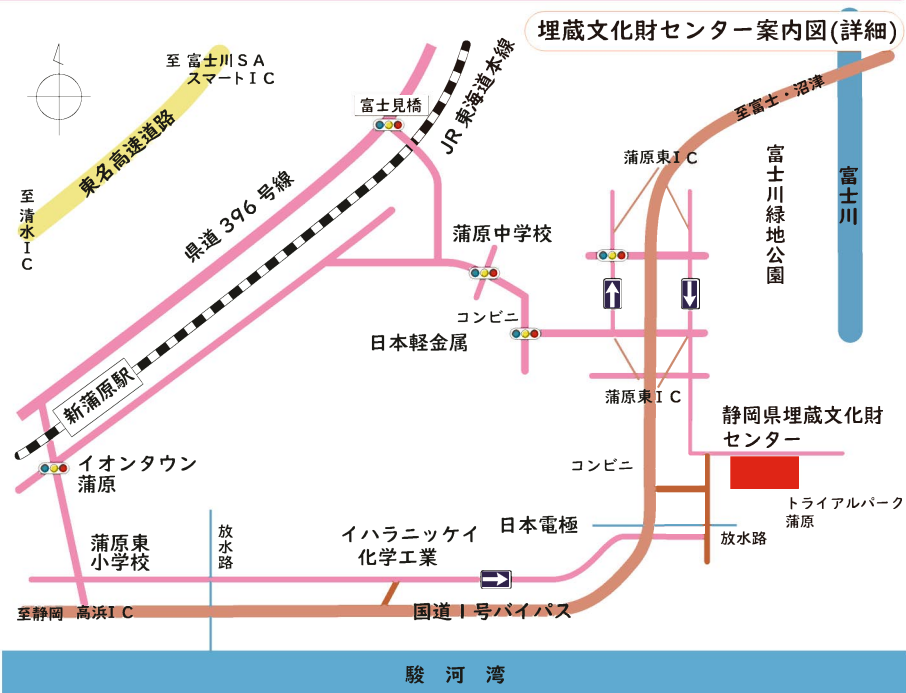 埋蔵文化財センター案内図(詳細)
至 富士川ＳＡ
スマートＩＣ
東名高速道路
至清水ＩＣ
富士見橋
JR東海道本線
県道396号線
至富士・沼津
蒲原東ＩＣ
富士川緑地公園
富士川
蒲原中学校
コンビニ
日本軽金属
新蒲原駅
蒲原東ＩＣ
静岡県埋蔵文化財
センター
イオンタウン
蒲原
コンビニ
トライアルパーク
蒲原
日本電極
放水路
蒲原東
小学校
放水路
イハラニッケイ
化学工業
至静岡 高浜ＩＣ
国道1号バイパス
駿 河 湾